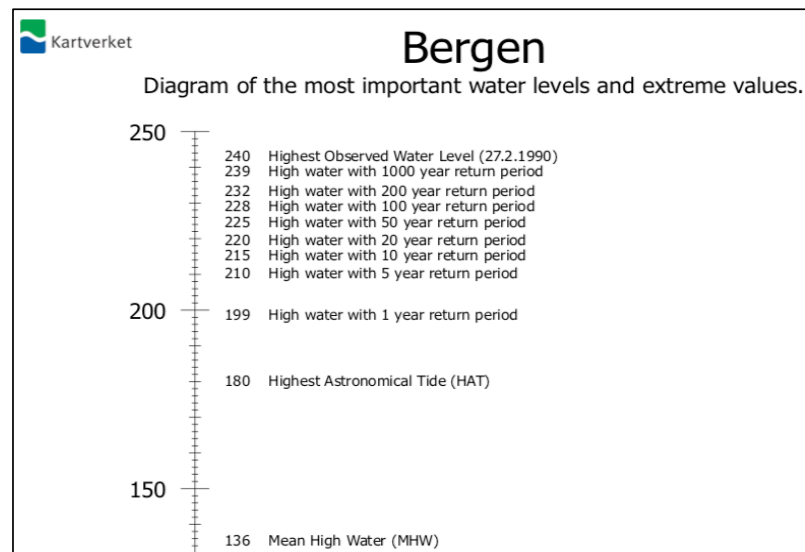 Kartverket
Bergen
Diagram of the most important water levels and extreme values.
250
240 Highest Observed Water Level (27.2.1990)
239 High water with 1000 year return period
232 High water with 200 year return period
228 High water with 100 year return period
225 High water with 50 year return period
220 High water with 20 year return period
215 High water with 10 year return period
210 High water with 5 year return period
200
199 High water with 1 year return period
180 Highest Astronomical Tide (HAT)
150
136 Mean High Water (MHW)